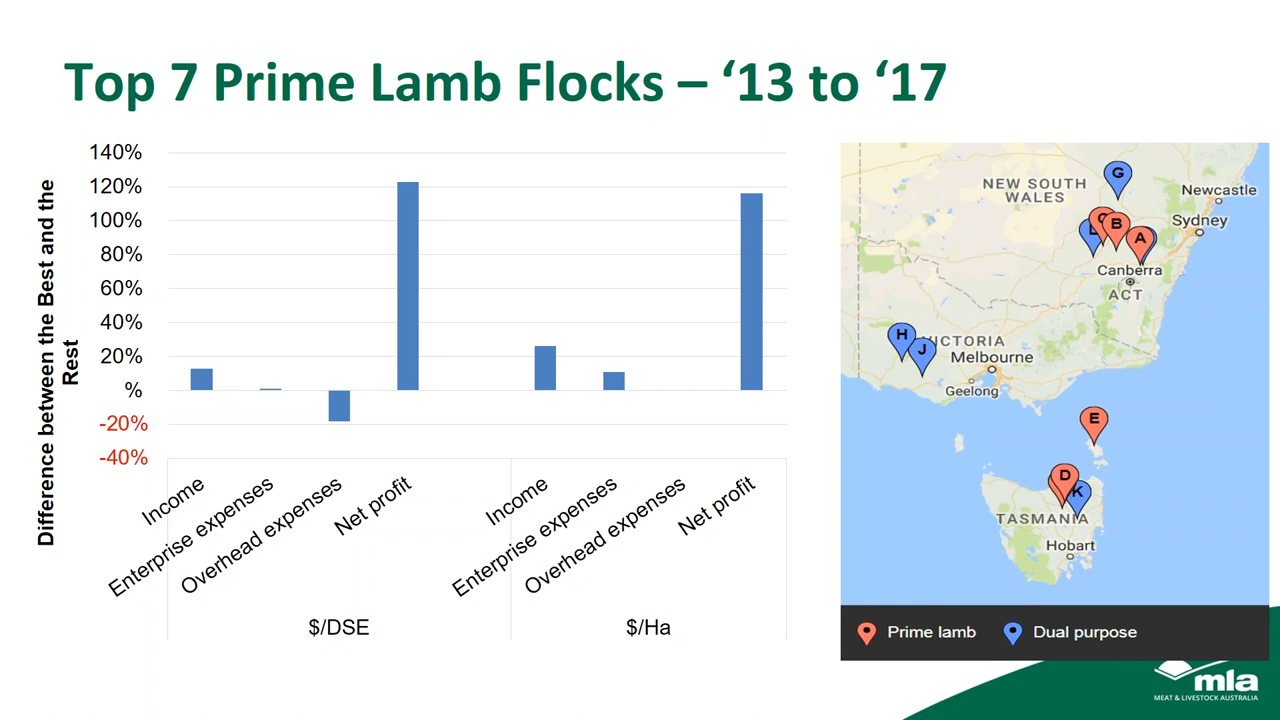 Top 7 Prime Lamb Flocks – ‘13 to ‘17
Difference between the Best and the
Rest
140%
120%
100%
80%
60%
40%
20%
%
-20%
-40%
Income
Enterprise expenses
Overhead expenses
Net profit
Income
Enterprise expenses
Overhead expenses
Net profit
$/DSE
$/Ha
G
NEW SOUTH
WALES
Newcastle
Sydney
B
A
Canberra
ACT
H
J
VICTORIA
Melbourne
Geelong
E
D
K
TASMANIA
Hobart
Prime lamb
Dual purpose
mla
MEAT & LIVESTOCK AUSTRALIA